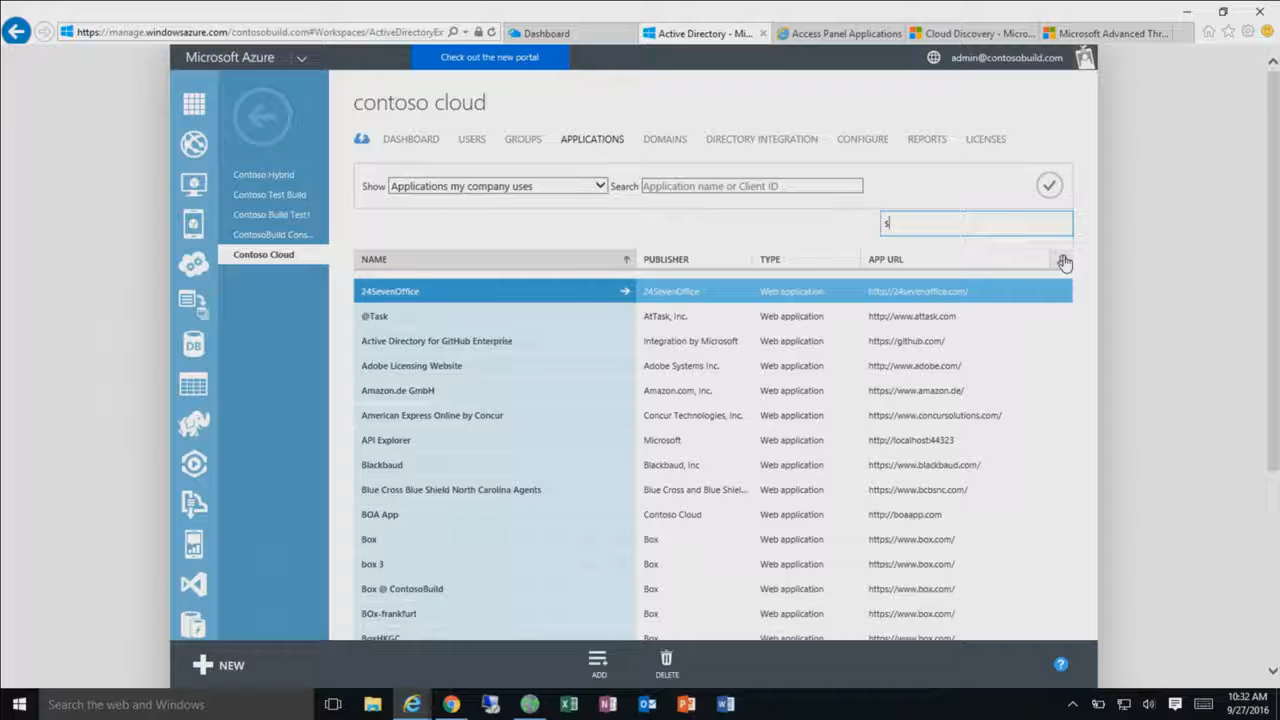 https://manage.windowsazure.com/contosobuild.com#Workspaces/ActiveDirectoryEx
Dashboard
Active Directory - Mi...
Access Panel Applications
Cloud Discovery - Micro...
Microsoft Advanced Thr...
Microsoft Azure
Check out the new portal
admin@contosobuild.com
contoso cloud
DASHBOARD USERS GROUPS APPLICATIONS DOMAINS DIRECTORY INTEGRATION CONFIGURE REPORTS LICENSES
Contoso Hybrid
Contoso Test Build
Contoso Build Test1
ContosoBuild Cons...
Contoso Cloud
Show Applications my company uses Search Application name or Client ID ...
s
NAME PUBLISHER TYPE APP URL
24SevenOffice 24SevenOffice Web application http://24sevenoffice.com/
@Task AtTask, Inc. Web application http://www.attask.com
Active Directory for GitHub Enterprise Integration by Microsoft Web application https://github.com/
Adobe Licensing Website Adobe Systems Inc. Web application http://www.adobe.com/
Amazon.de GmBH Amazon.com, Inc. Web application https://www.amazon.de/
American Express Online by Concur Concur Technologies, Inc. Web application https://www.concursolutions.com/
API Explorer Microsoft Web application http://localhost:44323
Blackbaud Blackbaud, Inc Web application https://www.blackbaud.com/
Blue Cross Blue Shield North Carolina Agents Blue Cross and Blue Shiel... Web application https://www.bcbsnc.com/
BOA App Contoso Cloud Web application http://boaapp.com
Box Box Web application https://www.box.com/
box 3 Box Web application https://www.box.com/
Box @ ContosoBuild Box Web application https://www.box.com/
BOx-frankfurt Box Web application https://www.box.com/
BoxHKGC Box Web application https://www.box.com/
DB
NEW
ADD
DELETE
?
Search the web and Windows
10:32 AM
9/27/2016